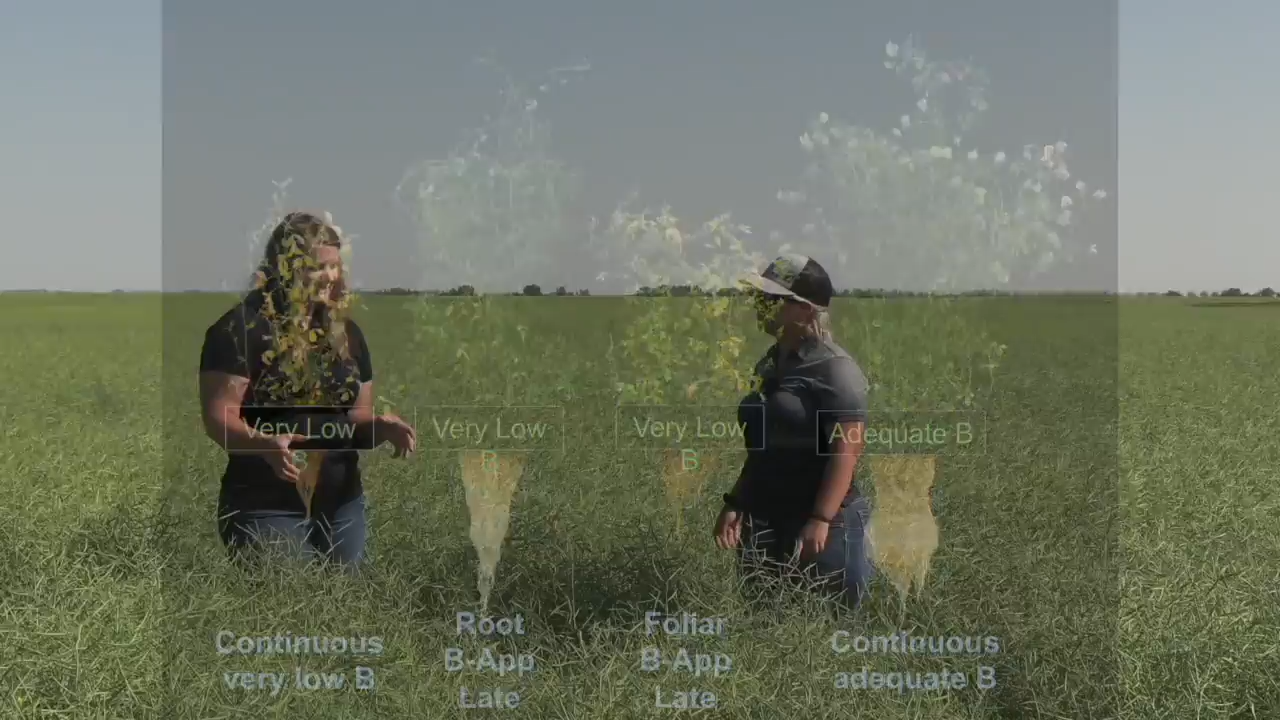 Very Low
B
Very Low
B
Very Low
B
Adequate B
Continuous
very low B
Root
B-App
Late
Foliar
B-App
Late
Continuous
adequate B